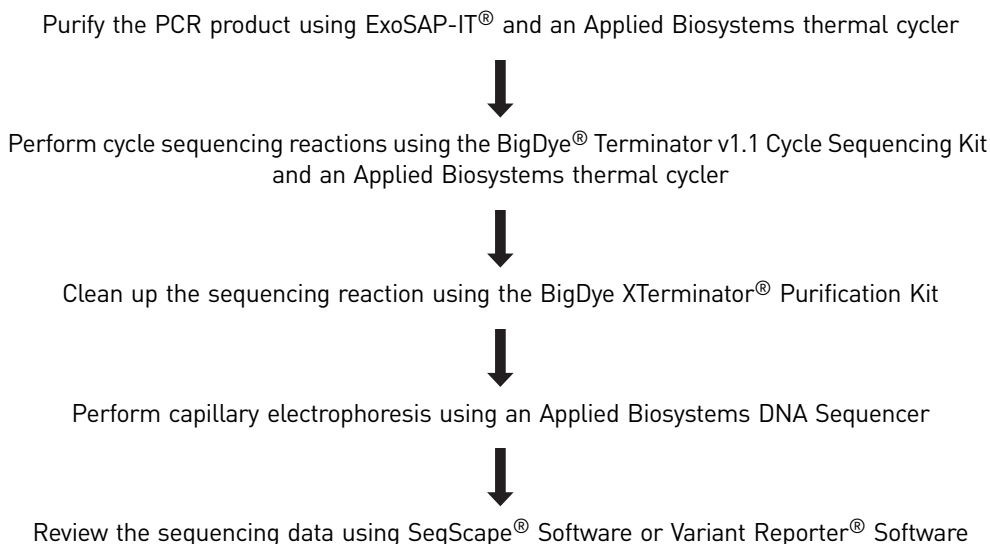 Purify the PCR product using ExoSAP-IT® and an Applied Biosystems thermal cycler
Perform cycle sequencing reactions using the BigDye® Terminator v1.1 Cycle Sequencing Kit
and an Applied Biosystems thermal cycler
Clean up the sequencing reaction using the BigDye XTerminator® Purification Kit
Perform capillary electrophoresis using an Applied Biosystems DNA Sequencer
Review the sequencing data using SeqScape® Software or Variant Reporter® Software